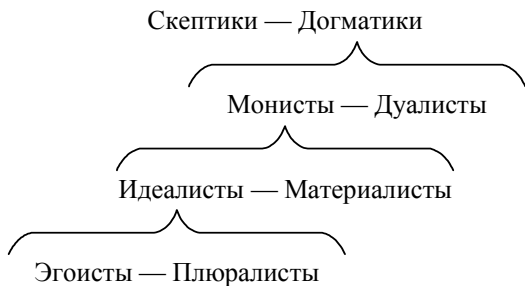 Скептики — Догматики
Монисты — Дуалисты
Идеалисты — Материалисты
Эгоисты — Плюралисты